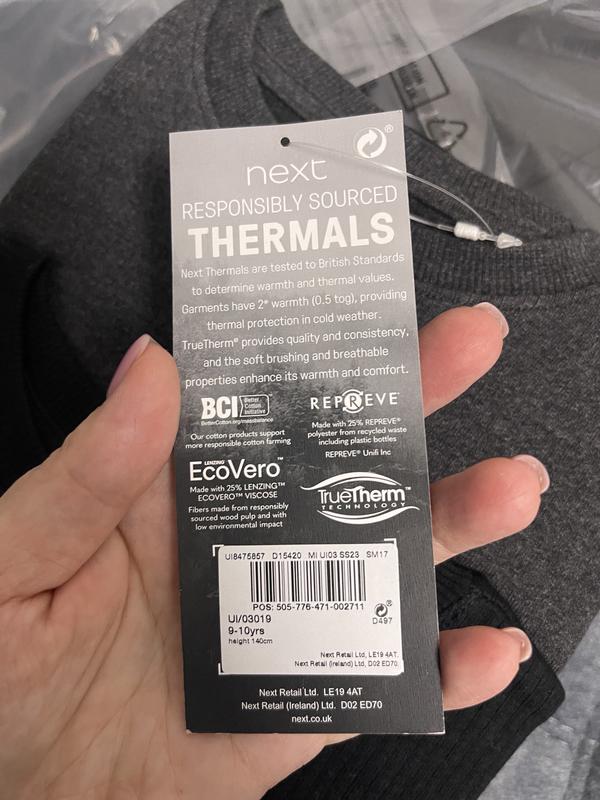 next
RESPONSIBLY SOURCED
THERMALS
Next Thermals are tested to British Standards
to determine warmth and thermal values.
Garments have 2* warmth (0.5 tog), providing
thermal protection in cold weather.
TrueTherm® provides quality and consistency,
and the soft brushing and breathable
properties enhance its warmth and comfort.
BCI Better Cotton Initiative
BetterCotton.org/massbalance
Our cotton products support
more responsible cotton farming
REPREVE
Made with 25% REPREVE®
polyester from recycled waste
including plastic bottles
REPREVE® Unifi Inc
LENZING
EcoVero™
Made with 25% LENZING™
ECOVERO™ VISCOSE
Fibers made from responsibly
sourced wood pulp and with
low environmental impact
TrueTherm™
TECHNOLOGY
UI8475857 D15420 MI UI03 SS23 SM17
POS: 505-776-471-002711
UI/03019
9-10yrs
height 140cm
D497
Next Retail Ltd, LE19 4AT.
Next Retail (Ireland) Ltd, D02 ED70.
Next Retail Ltd. LE19 4AT
Next Retail (Ireland) Ltd. D02 ED70
next.co.uk